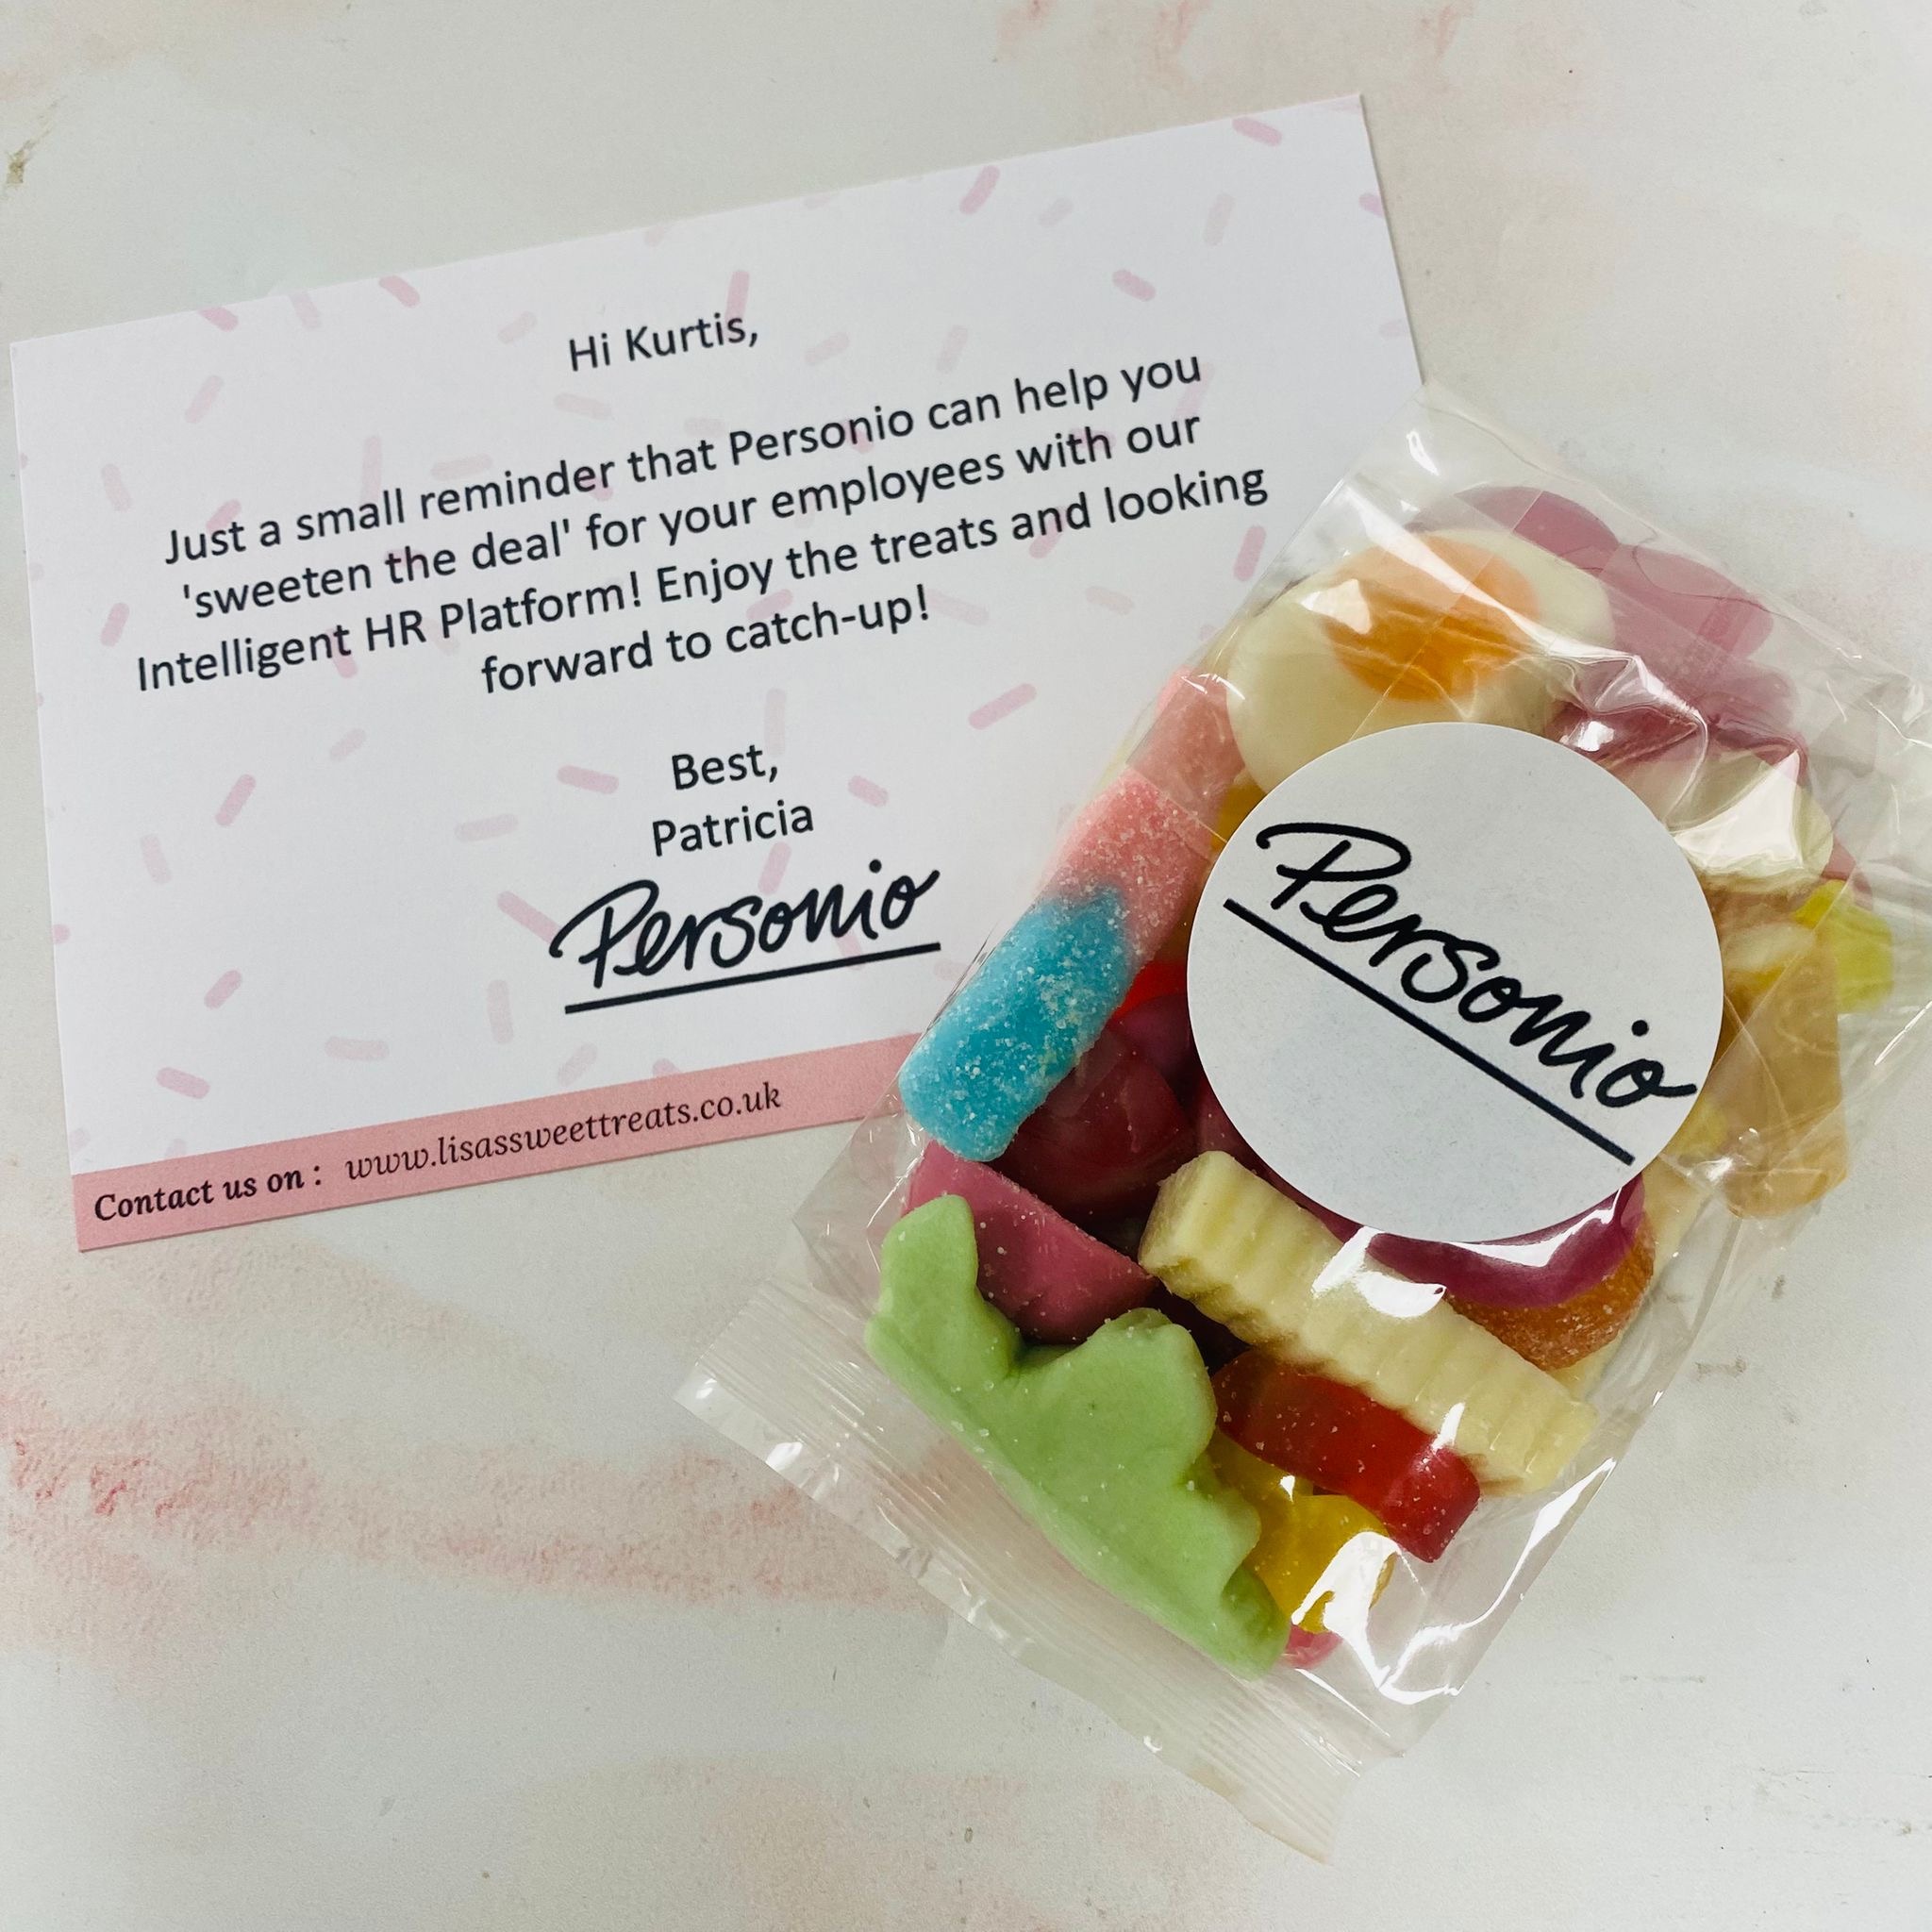 Hi Kurtis,
Just a small reminder that Personio can help you
'sweeten the deal' for your employees with our
Intelligent HR Platform! Enjoy the treats and looking
forward to catch-up!
Best,
Patricia
Personio
Contact us on : www.lisassweettreats.co.uk
Personio